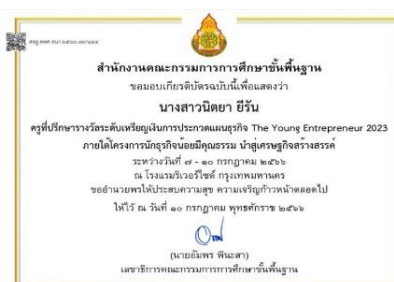 สำนักงานคณะกรรมการการศึกษาขั้นพื้นฐาน
ขอมอบเกียรติบัตรฉบับนี้เพื่อแสดงว่า
นางสาวนิตยา ยีรัน
ครูที่ปรึกษารางวัลระดับเหรียญเงินการประกวดแผนธุรกิจ The Young Entrepreneur 2023
ภายใต้โครงการนักธุรกิจน้อยมีคุณธรรม นำสู่เศรษฐกิจสร้างสรรค์
ระหว่างวันที่ ๗ - ๑๐ กรกฎาคม ๒๕๖๖
ณ โรงแรมริเวอร์ไซด์ กรุงเทพมหานคร
ขออำนวยพรให้ประสบความสุข ความเจริญก้าวหน้าตลอดไป
ให้ไว้ ณ วันที่ ๑๐ กรกฎาคม พุทธศักราช ๒๕๖๖
(นายอัมพร พินะสา)
เลขาธิการคณะกรรมการการศึกษาขั้นพื้นฐาน